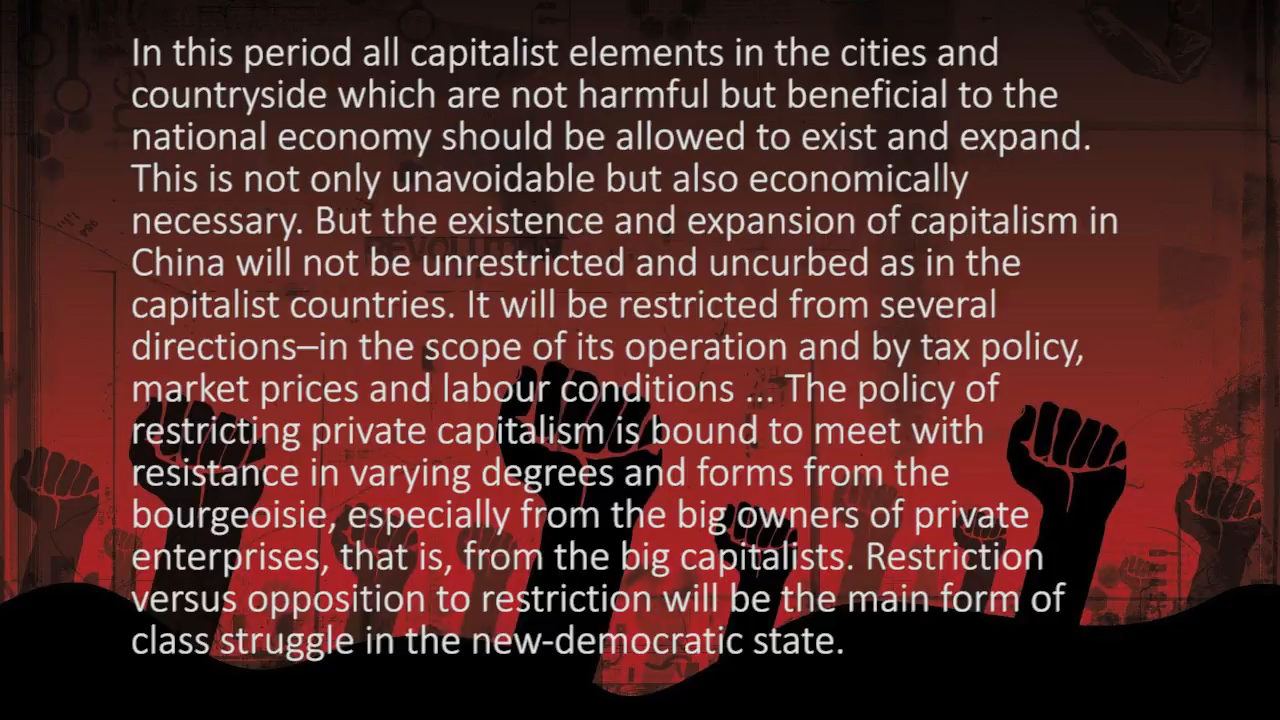 In this period all capitalist elements in the cities and
countryside which are not harmful but beneficial to the
national economy should be allowed to exist and expand.
This is not only unavoidable but also economically
necessary. But the existence and expansion of capitalism in
China will not be unrestricted and uncurbed as in the
capitalist countries. It will be restricted from several
directions–in the scope of its operation and by tax policy,
market prices and labour conditions ... The policy of
restricting private capitalism is bound to meet with
resistance in varying degrees and forms from the
bourgeoisie, especially from the big owners of private
enterprises, that is, from the big capitalists. Restriction
versus opposition to restriction will be the main form of
class struggle in the new-democratic state.